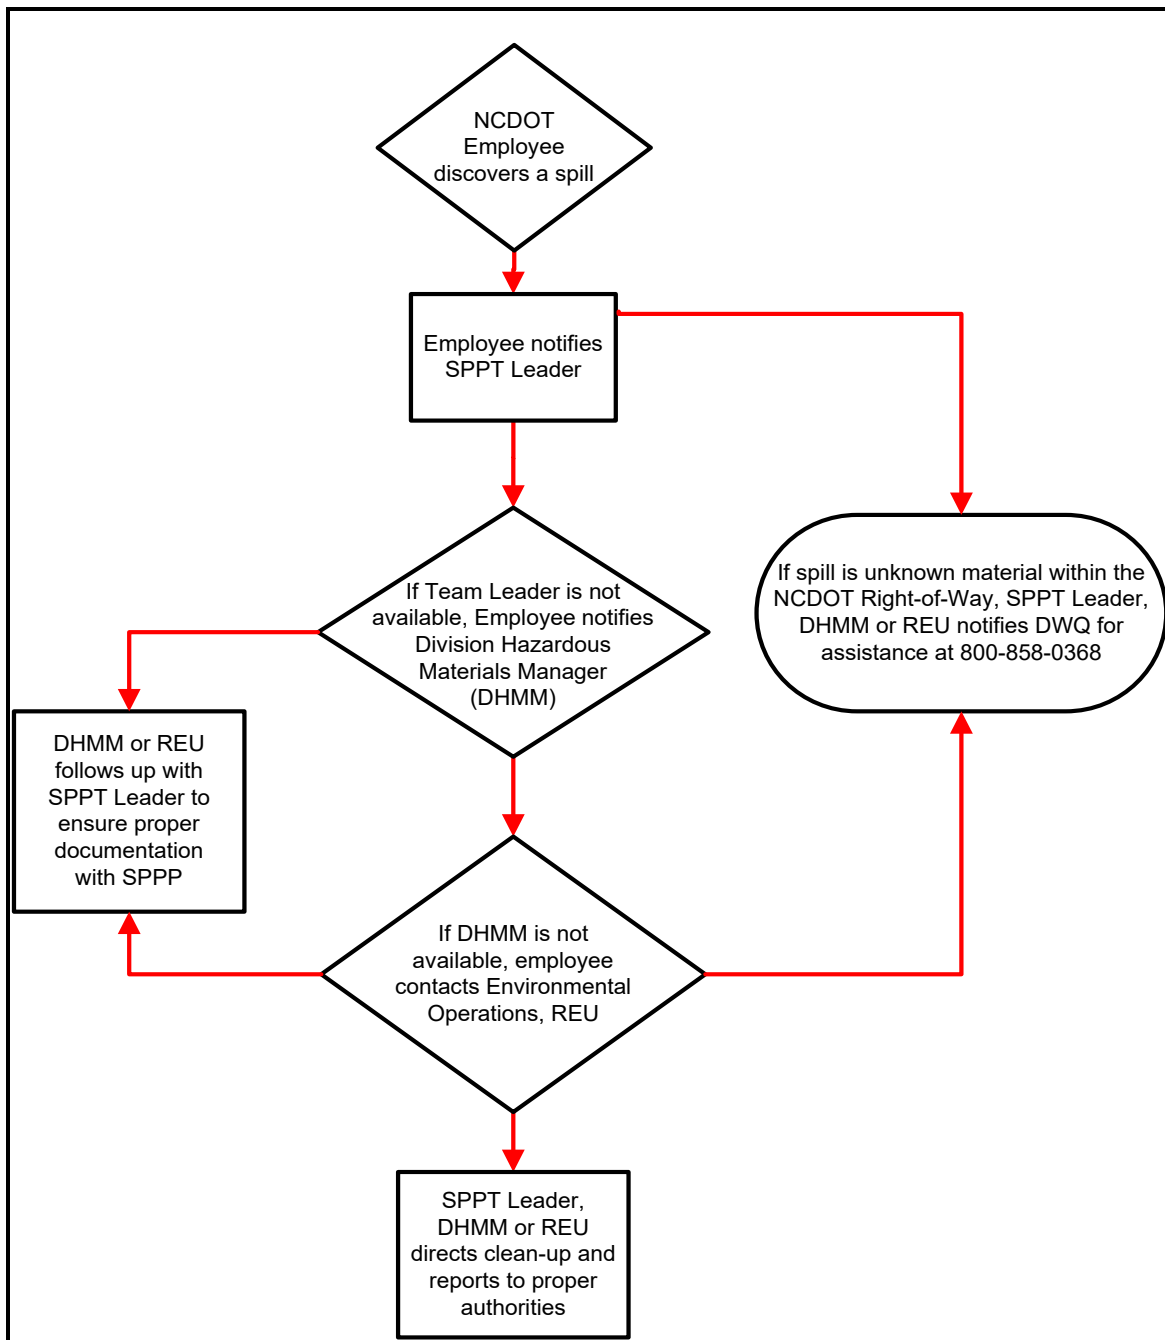 NCDOT
Employee
discovers a spill
Employee notifies
SPPT Leader
If Team Leader is not
available, Employee notifies
Division Hazardous
Materials Manager
(DHMM)
If spill is unknown material within the
NCDOT Right-of-Way, SPPT Leader,
DHMM or REU notifies DWQ for
assistance at 800-858-0368
DHMM or REU
follows up with
SPPT Leader to
ensure proper
documentation
with SPPP
If DHMM is not
available, employee
contacts Environmental
Operations, REU
SPPT Leader,
DHMM or REU
directs clean-up and
reports to proper
authorities